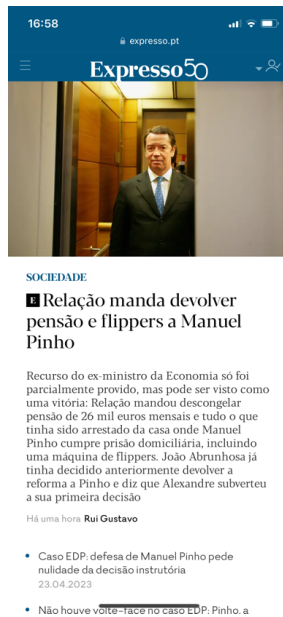 16:58
expresso.pt
Expresso50
SOCIEDADE
E Relação manda devolver
pensão e flippers a Manuel
Pinho
Recurso do ex-ministro da Economia só foi
parcialmente provido, mas pode ser visto como
uma vitória: Relação mandou descongelar
pensão de 26 mil euros mensais e tudo o que
tinha sido arrestado da casa onde Manuel
Pinho cumpre prisão domiciliária, incluindo
uma máquina de flippers. João Abrunhosa já
tinha decidido anteriormente devolver a
reforma a Pinho e diz que Alexandre subverteu
a sua primeira decisão
Há uma hora Rui Gustavo
• Caso EDP: defesa de Manuel Pinho pede
nulidade da decisão instrutória
23.04.2023
• Não houve volte-face no caso EDP: Pinho, a